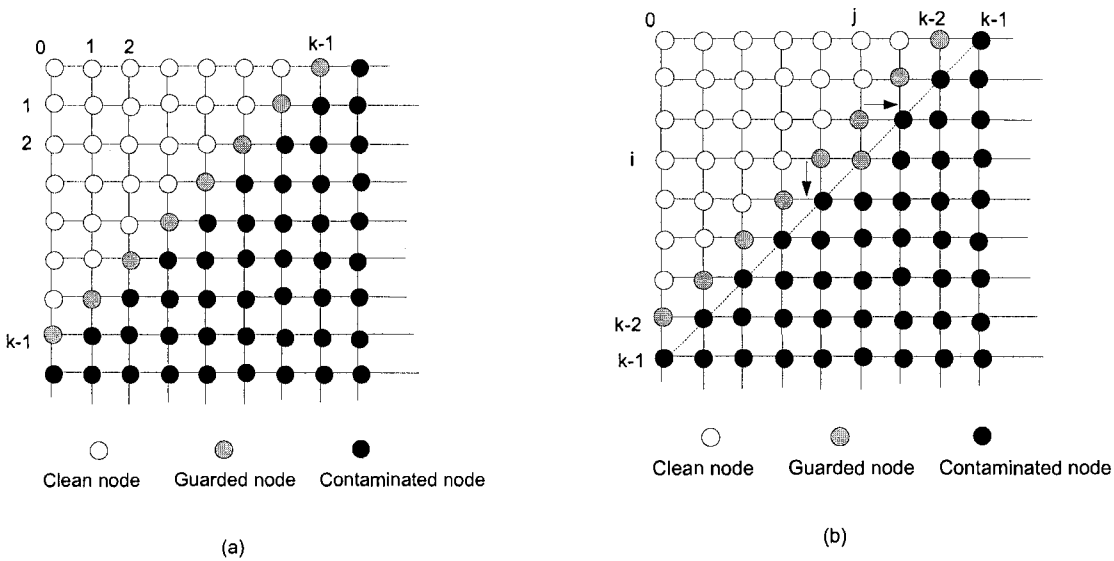 0 1 2 k-1
1
2
k-1
Clean node Guarded node Contaminated node
(a)
0 j k-2 k-1
i
k-2
k-1
Clean node Guarded node Contaminated node
(b)